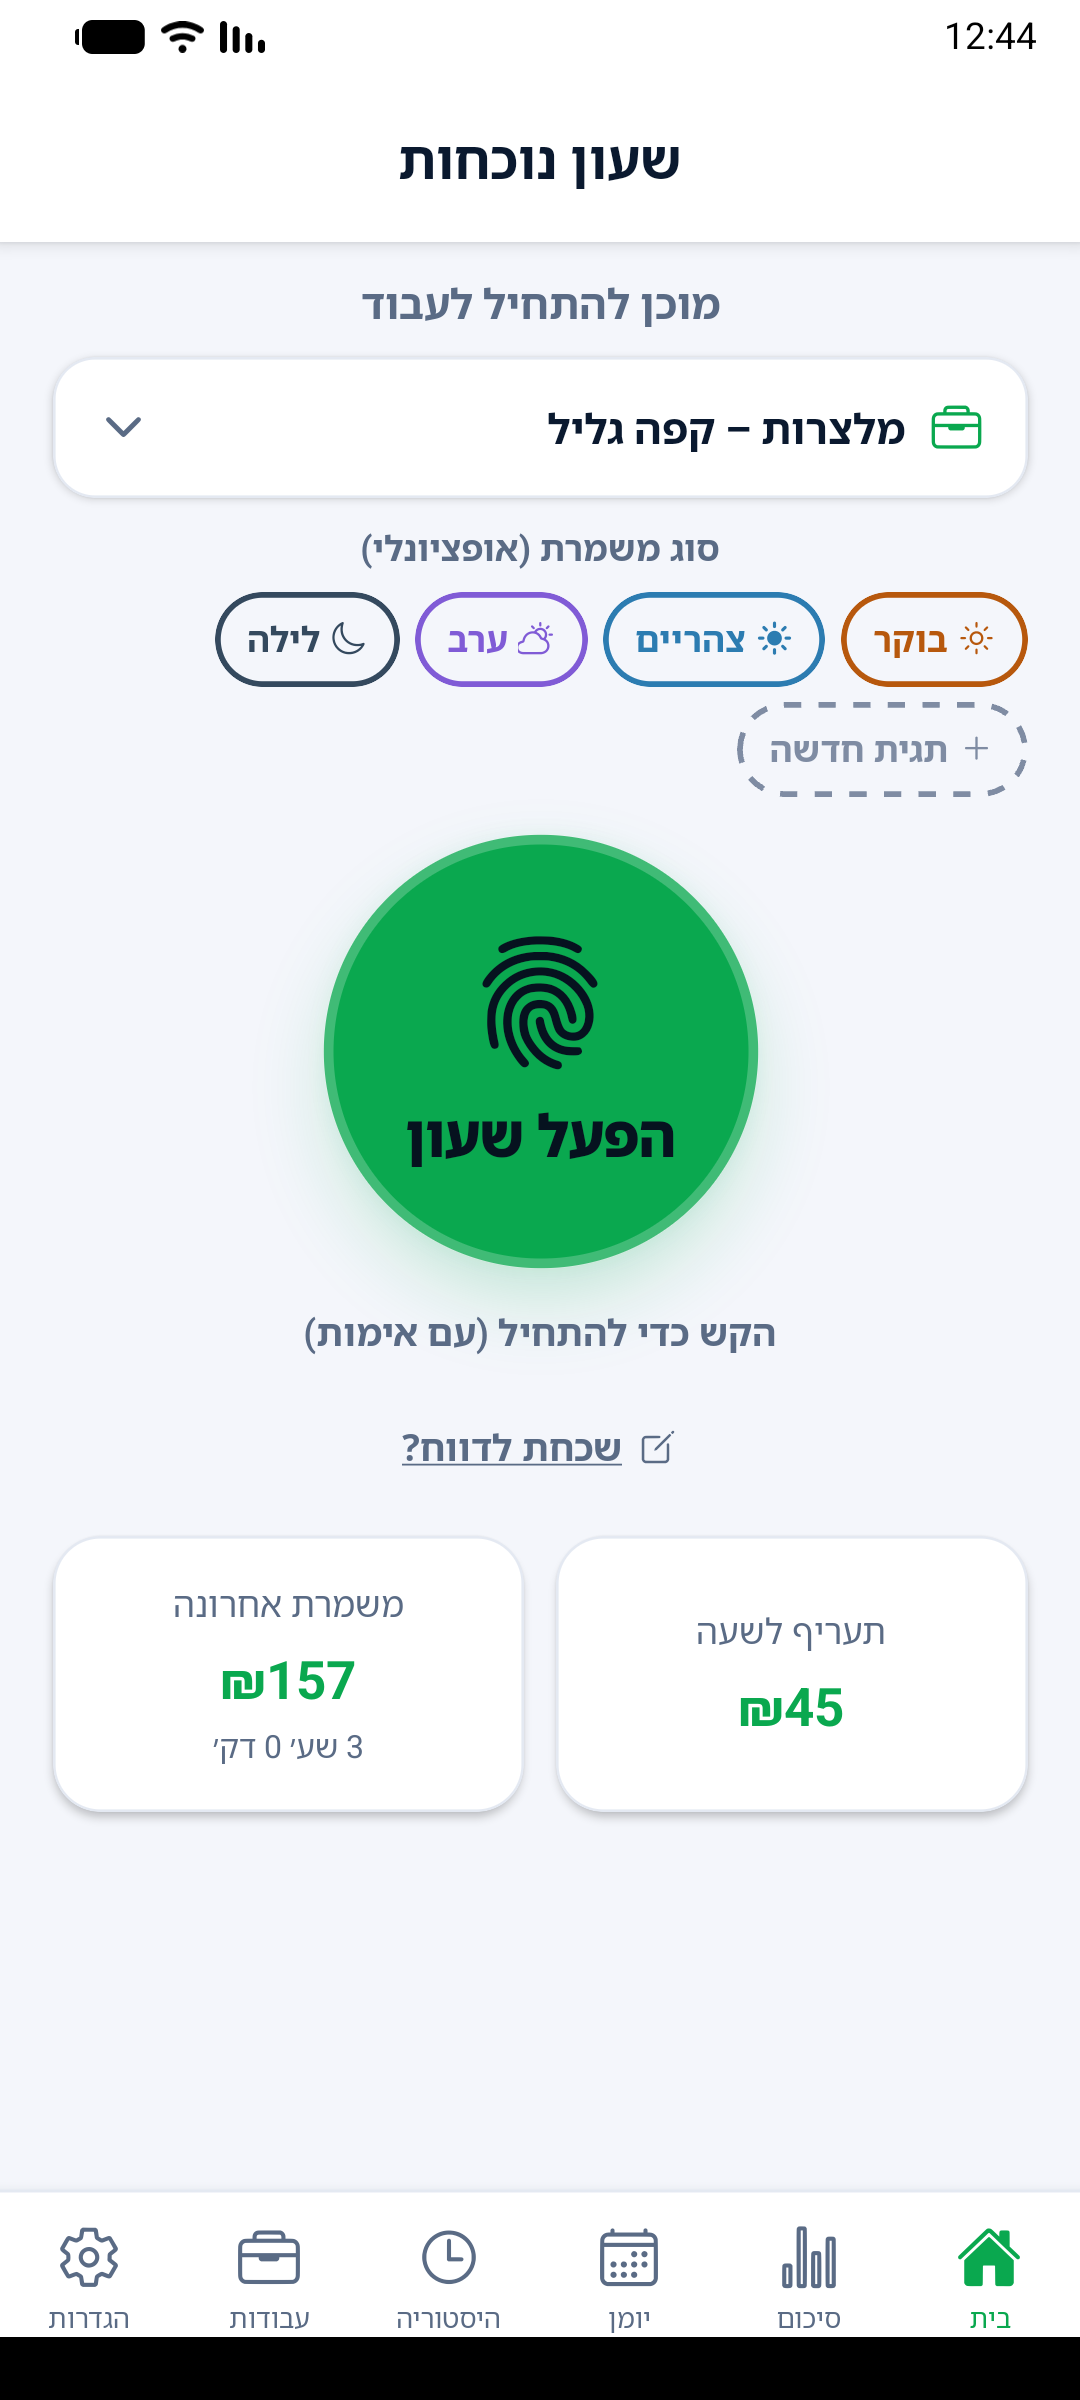 12:44
שעון נוכחות
מוכן להתחיל לעבוד
מלצרות – קפה גליל
סוג משמרת (אופציונלי)
בוקר צהריים ערב לילה
+ תגית חדשה
הפעל שעון
הקש כדי להתחיל (עם אימות)
שכחת לדווח?
תעריף לשעה
₪45
משמרת אחרונה
₪157
3 שע׳ 0 דק׳
בית סיכום יומן היסטוריה עבודות הגדרות